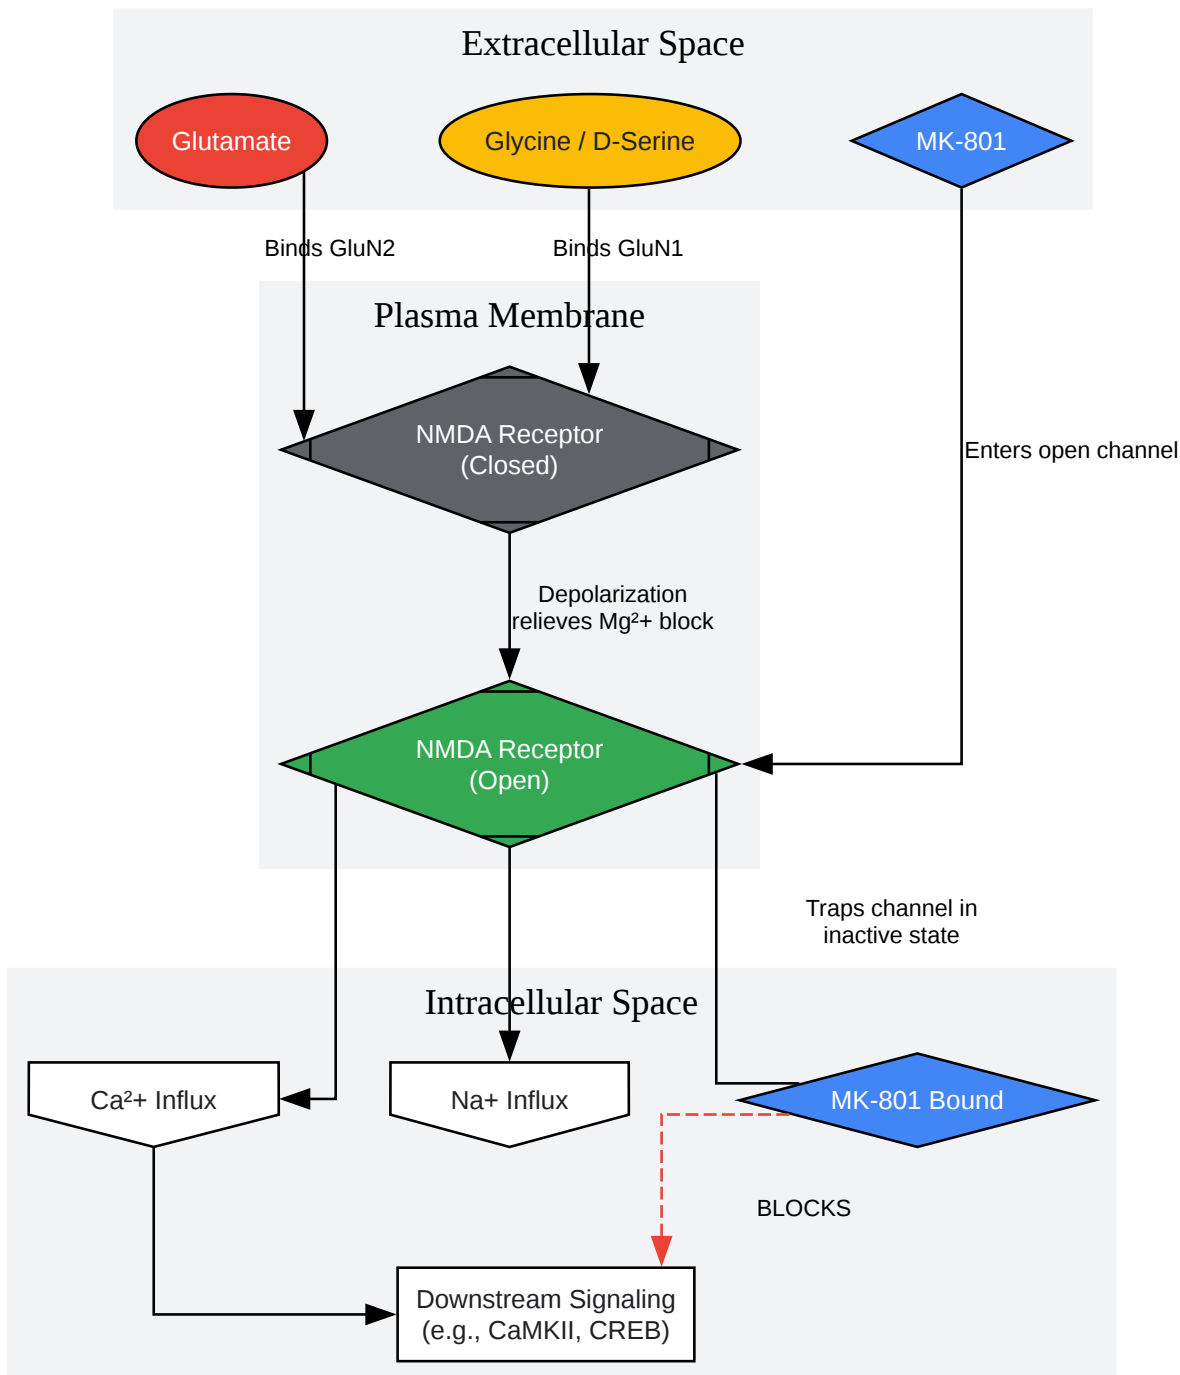 Extracellular Space
Glutamate
Glycine / D-Serine
MK-801
Binds GluN2
Binds GluN1
Plasma Membrane
NMDA Receptor
(Closed)
Enters open channel
Depolarization
relieves Mg²+ block
NMDA Receptor
(Open)
Traps channel in
inactive state
Intracellular Space
Ca²+ Influx
Na+ Influx
MK-801 Bound
BLOCKS
Downstream Signaling
(e.g., CaMKII, CREB)